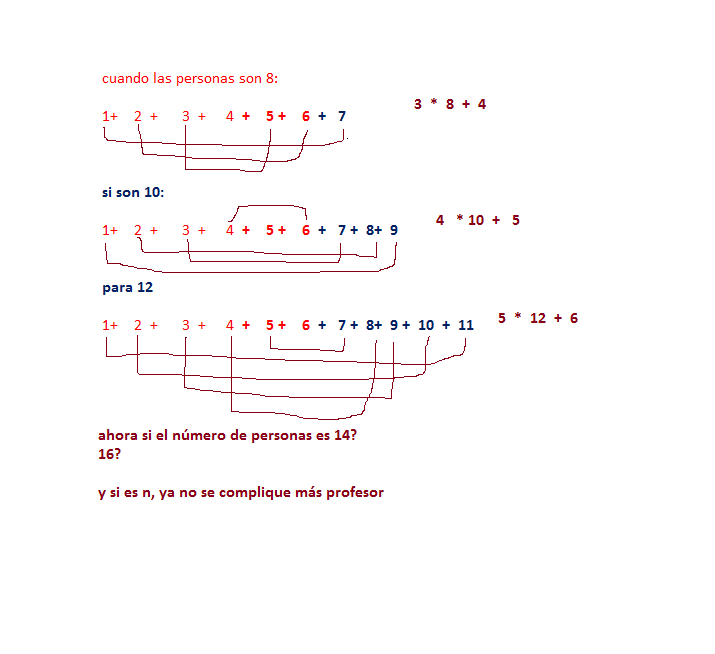 cuando las personas son 8:
3 * 8 + 4
1+ 2 + 3 + 4 + 5 + 6 + 7
si son 10:
4 * 10 + 5
1+ 2 + 3 + 4 + 5 + 6 + 7 + 8+ 9
para 12
5 * 12 + 6
1+ 2 + 3 + 4 + 5 + 6 + 7 + 8+ 9 + 10 + 11
ahora si el número de personas es 14?
16?
y si es n, ya no se complique más profesor